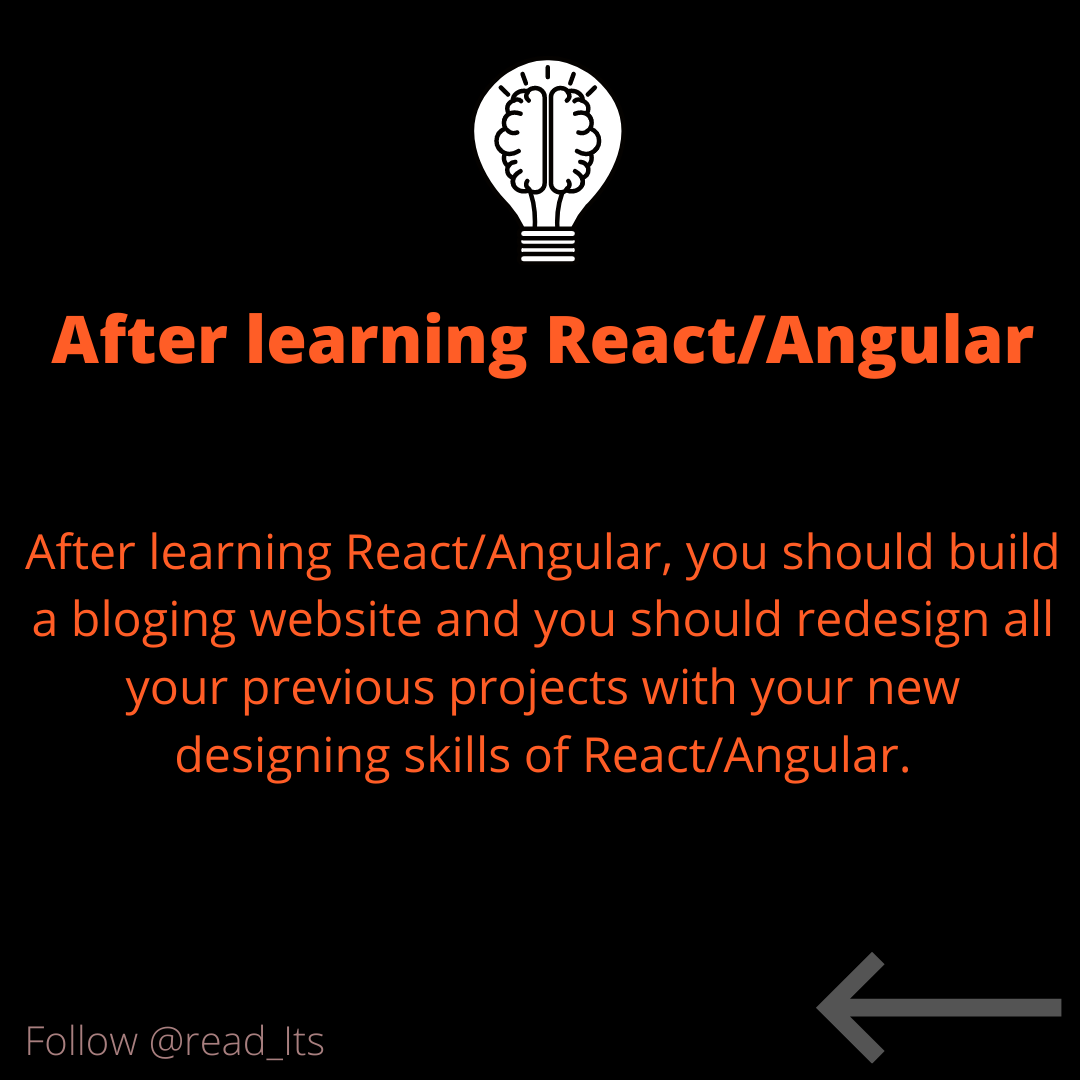 After learning React/Angular
After learning React/Angular, you should build
a bloging website and you should redesign all
your previous projects with your new
designing skills of React/Angular.
Follow @read_Its